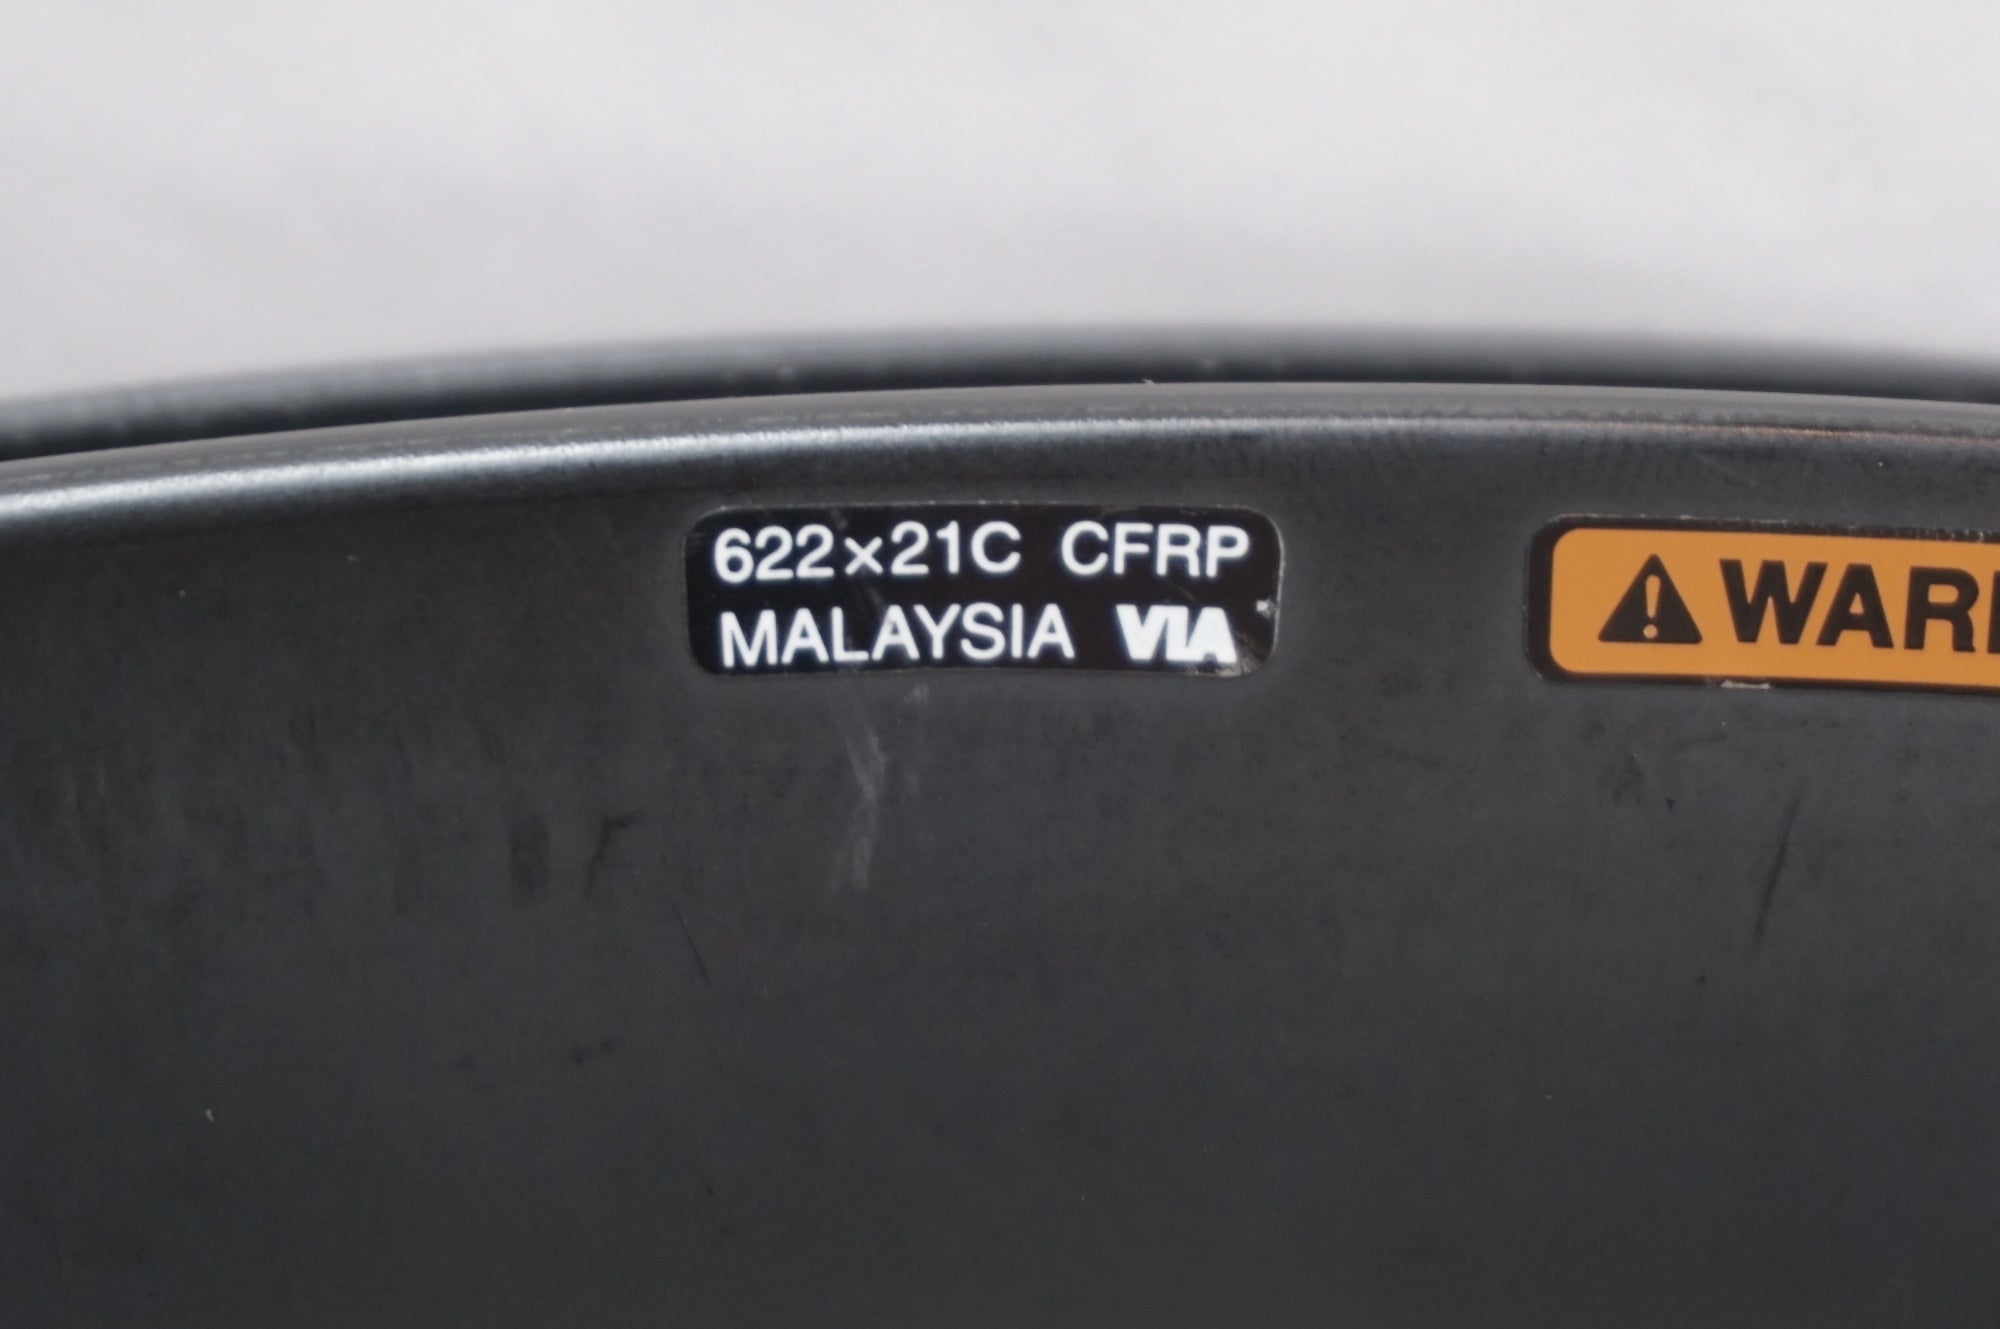 622×21C CFRP
MALAYSIA VIA
WAR